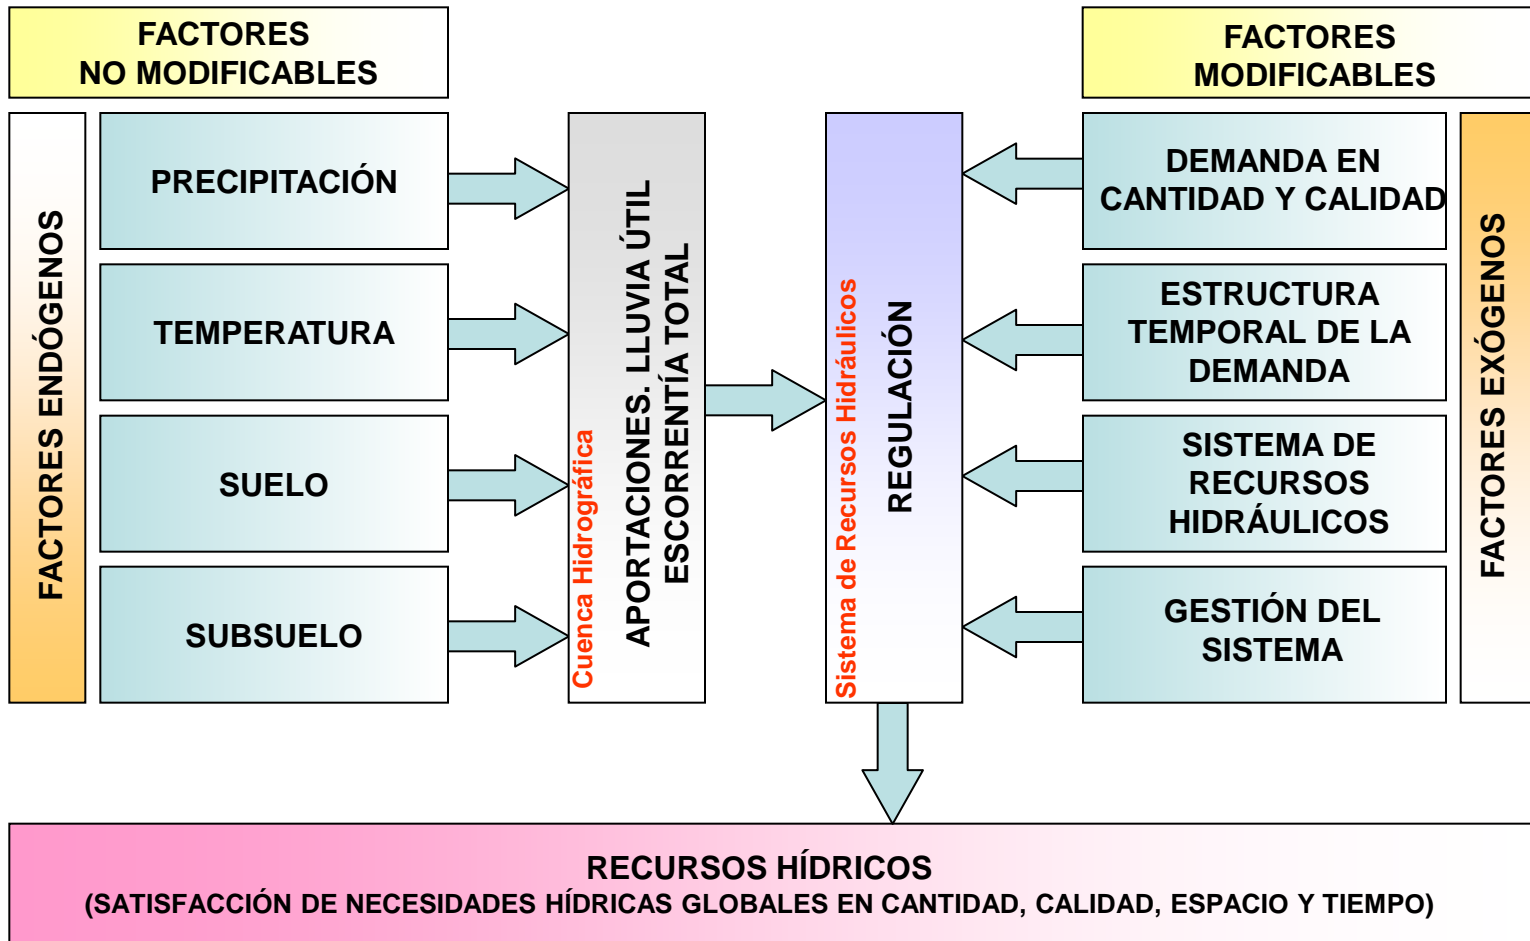 FACTORES
NO MODIFICABLES
FACTORES
MODIFICABLES
FACTORES ENDÓGENOS
PRECIPITACIÓN
TEMPERATURA
SUELO
SUBSUELO
Cuenca Hidrográfica
APORTACIONES. LLUVIA ÚTIL
ESCORRENTÍA TOTAL
Sistema de Recursos Hidráulicos
REGULACIÓN
DEMANDA EN
CANTIDAD Y CALIDAD
ESTRUCTURA
TEMPORAL DE LA
DEMANDA
SISTEMA DE
RECURSOS
HIDRÁULICOS
GESTIÓN DEL
SISTEMA
FACTORES EXÓGENOS
RECURSOS HÍDRICOS
(SATISFACCIÓN DE NECESIDADES HÍDRICAS GLOBALES EN CANTIDAD, CALIDAD, ESPACIO Y TIEMPO)